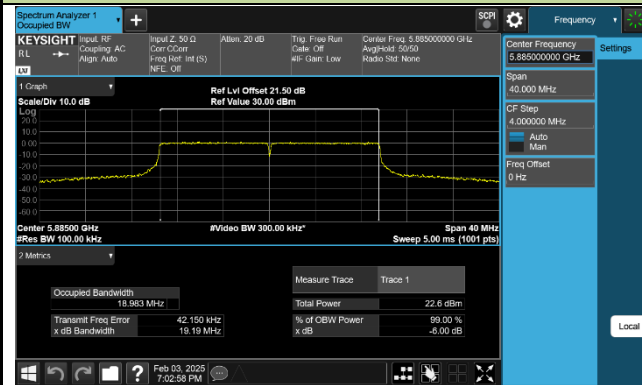 Spectrum Analyzer 1
Occupied BW
SCPI
Frequency
KEYSIGHT
RL
LXI
Input: RF
Coupling: AC
Align: Auto
Input Z: 50 Ω
Corr CCorr
Freq Ref: Int (S)
NFE: Off
Atten: 20 dB
Trig: Free Run
Gate: Off
#IF Gain: Low
Center Freq: 5.885000000 GHz
Avg|Hold: 50/50
Radio Std: None
Center Frequency
5.885000000 GHz
Settings
Span
40.000 MHz
CF Step
4.000000 MHz
Auto
Man
Freq Offset
0 Hz
Local
1 Graph
Scale/Div 10.0 dB
Ref Lvl Offset 21.50 dB
Ref Value 30.00 dBm
Log
20.0
10.0
0.00
-10.0
-20.0
-30.0
-40.0
-50.0
-60.0
Center 5.88500 GHz
#Res BW 100.00 kHz
#Video BW 300.00 kHz*
Span 40 MHz
Sweep 5.00 ms (1001 pts)
2 Metrics
Measure Trace Trace 1
Occupied Bandwidth
18.983 MHz
Total Power 22.6 dBm
Transmit Freq Error 42.150 kHz
% of OBW Power 99.00 %
x dB Bandwidth 19.19 MHz
x dB -6.00 dB
Feb 03, 2025
7:02:58 PM